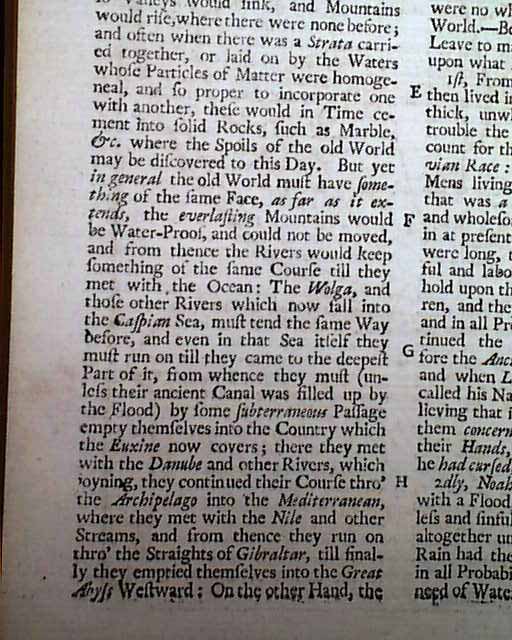 Valleys would sink, and Mountains
would riſe, where there were none before;
and often when there was a Strata carri-
ed together, or laid on by the Waters
whoſe Particles of Matter were homoge-
neal, and ſo proper to incorporate one
with another, theſe would in Time ce-
ment into ſolid Rocks, ſuch as Marble,
&c. where the Spoils of the old World
may be diſcovered to this Day. But yet
in general the old World muſt have ſome-
thing of the ſame Face, as far as it ex-
tends, the everlaſting Mountains would
be Water-Proof, and could not be moved,
and from thence the Rivers would keep
ſomething of the ſame Courſe till they
met with the Ocean: The Wolga, and
thoſe other Rivers which now fall into
the Caſpian Sea, muſt tend the ſame Way
before, and even in that Sea itſelf they
muſt run on till they came to the deepeſt
Part of it, from whence they muſt (un-
leſs their ancient Canal was filled up by
the Flood) by ſome ſubterraneous Paſſage
empty themſelves into the Country which
the Euxine now covers; there they met
with the Danube and other Rivers, which
joyning, they continued their Courſe thro'
the Archipelago into the Mediterranean,
where they met with the Nile and other
Streams, and from thence they run on
thro' the Straights of Gibraltar, till final-
ly they emptied themſelves into the Great
Abyſs Weſtward: On the other Hand, the
E
F
G
H
were no
World.—
Leave to
upon what
1ſt, From
then lived in
thick,
trouble the
count for
vian Race:
Mens living
that was a
and
in at preſent
were long,
ful and
hold upon
ren, and
and in all
tinued the
fore the
and when
called his
lieving that
them
their Hands,
he had curſed,
2dly,
with a Flood
leſs and
altogether
Rain had
in all
need of